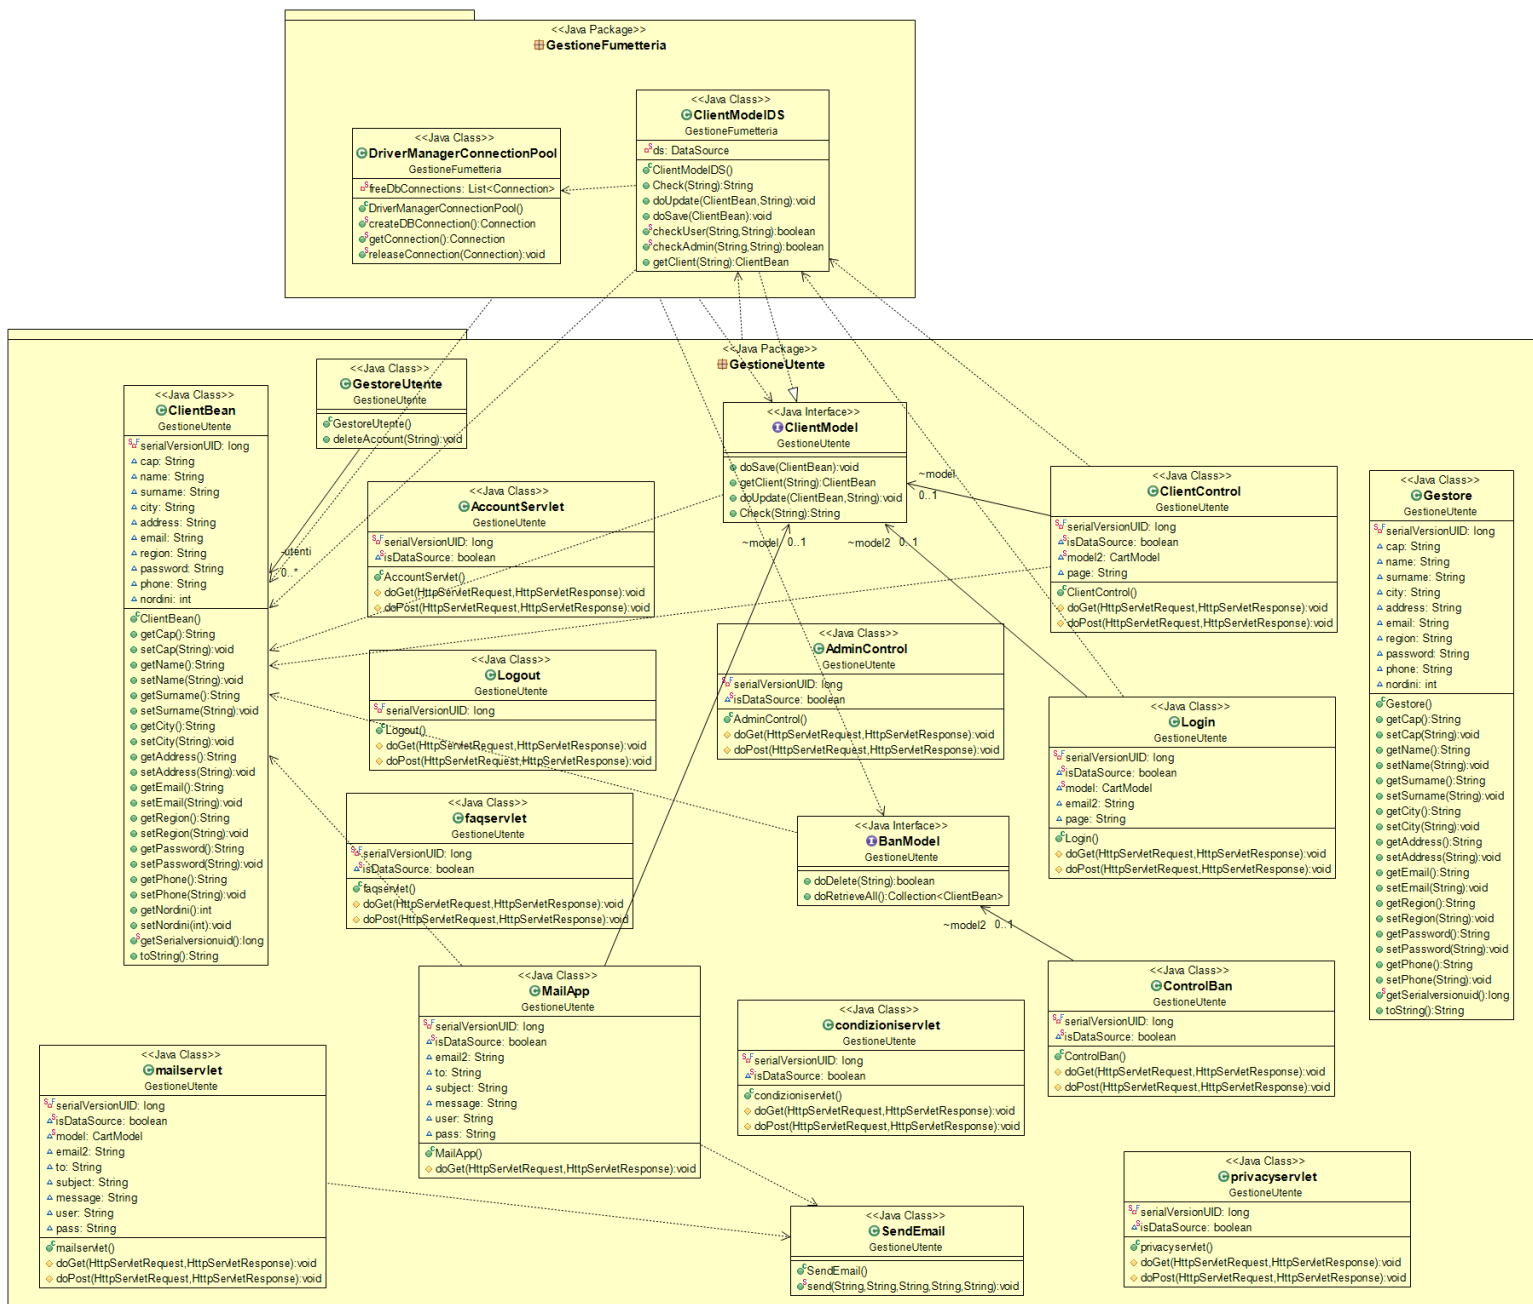 <<Java Package>>
GestioneFumetteria
<<Java Class>>
ClientModelDS
GestioneFumetteria
ds: DataSource
ClientModelDS()
Check(String):String
doUpdate(ClientBean,String):void
doSave(ClientBean):void
checkUser(String,String):boolean
checkAdmin(String,String):boolean
getClient(String):ClientBean
<<Java Class>>
DriverManagerConnectionPool
GestioneFumetteria
freeDbConnections: List<Connection>
DriverManagerConnectionPool()
createDBConnection():Connection
getConnection():Connection
releaseConnection(Connection):void
<<Java Package>>
GestioneUtente
<<Java Class>>
GestoreUtente
GestioneUtente
GestoreUtente()
deleteAccount(String):void
<<Java Class>>
ClientBean
GestioneUtente
serialVersionUID: long
cap: String
name: String
surname: String
city: String
address: String
email: String
region: String
password: String
phone: String
nordini: int
ClientBean()
getCap():String
setCap(String):void
getName():String
setName(String):void
getSurname():String
setSurname(String):void
getCity():String
setCity(String):void
getAddress():String
setAddress(String):void
getEmail():String
setEmail(String):void
getRegion():String
setRegion(String):void
getPassword():String
setPassword(String):void
getPhone():String
setPhone(String):void
getNordini():int
setNordini(int):void
getSerialversionuid():long
toString():String
~utenti
0..*
<<Java Interface>>
ClientModel
GestioneUtente
doSave(ClientBean):void
getClient(String):ClientBean
doUpdate(ClientBean,String):void
Check(String):String
~model
0..1
~model 0..1
~model2 0..1
<<Java Class>>
AccountServlet
GestioneUtente
serialVersionUID: long
isDataSource: boolean
AccountServlet()
doGet(HttpServletRequest,HttpServletResponse):void
doPost(HttpServletRequest,HttpServletResponse):void
<<Java Class>>
ClientControl
GestioneUtente
serialVersionUID: long
isDataSource: boolean
model2: CartModel
page: String
ClientControl()
doGet(HttpServletRequest,HttpServletResponse):void
doPost(HttpServletRequest,HttpServletResponse):void
<<Java Class>>
Gestore
GestioneUtente
serialVersionUID: long
cap: String
name: String
surname: String
city: String
address: String
email: String
region: String
password: String
phone: String
nordini: int
Gestore()
getCap():String
setCap(String):void
getName():String
setName(String):void
getSurname():String
setSurname(String):void
getCity():String
setCity(String):void
getAddress():String
setAddress(String):void
getEmail():String
setEmail(String):void
getRegion():String
setRegion(String):void
getPassword():String
setPassword(String):void
getPhone():String
setPhone(String):void
getSerialversionuid():long
toString():String
<<Java Class>>
AdminControl
GestioneUtente
serialVersionUID: long
isDataSource: boolean
AdminControl()
doGet(HttpServletRequest,HttpServletResponse):void
doPost(HttpServletRequest,HttpServletResponse):void
<<Java Class>>
Logout
GestioneUtente
serialVersionUID: long
Logout()
doGet(HttpServletRequest,HttpServletResponse):void
doPost(HttpServletRequest,HttpServletResponse):void
<<Java Class>>
Login
GestioneUtente
serialVersionUID: long
isDataSource: boolean
model: CartModel
email2: String
page: String
Login()
doGet(HttpServletRequest,HttpServletResponse):void
doPost(HttpServletRequest,HttpServletResponse):void
<<Java Class>>
faqservlet
GestioneUtente
serialVersionUID: long
isDataSource: boolean
faqservlet()
doGet(HttpServletRequest,HttpServletResponse):void
doPost(HttpServletRequest,HttpServletResponse):void
<<Java Interface>>
BanModel
GestioneUtente
doDelete(String):boolean
doRetrieveAll():Collection<ClientBean>
~model2 0..1
<<Java Class>>
ControlBan
GestioneUtente
serialVersionUID: long
isDataSource: boolean
ControlBan()
doGet(HttpServletRequest,HttpServletResponse):void
doPost(HttpServletRequest,HttpServletResponse):void
<<Java Class>>
MailApp
GestioneUtente
serialVersionUID: long
isDataSource: boolean
email2: String
to: String
subject: String
message: String
user: String
pass: String
MailApp()
doGet(HttpServletRequest,HttpServletResponse):void
<<Java Class>>
condizioniservlet
GestioneUtente
serialVersionUID: long
isDataSource: boolean
condizioniservlet()
doGet(HttpServletRequest,HttpServletResponse):void
doPost(HttpServletRequest,HttpServletResponse):void
<<Java Class>>
mailservlet
GestioneUtente
serialVersionUID: long
isDataSource: boolean
model: CartModel
email2: String
to: String
subject: String
message: String
user: String
pass: String
mailservlet()
doGet(HttpServletRequest,HttpServletResponse):void
doPost(HttpServletRequest,HttpServletResponse):void
<<Java Class>>
privacyservlet
GestioneUtente
serialVersionUID: long
isDataSource: boolean
privacyservlet()
doGet(HttpServletRequest,HttpServletResponse):void
doPost(HttpServletRequest,HttpServletResponse):void
<<Java Class>>
SendEmail
GestioneUtente
SendEmail()
send(String,String,String,String,String):void